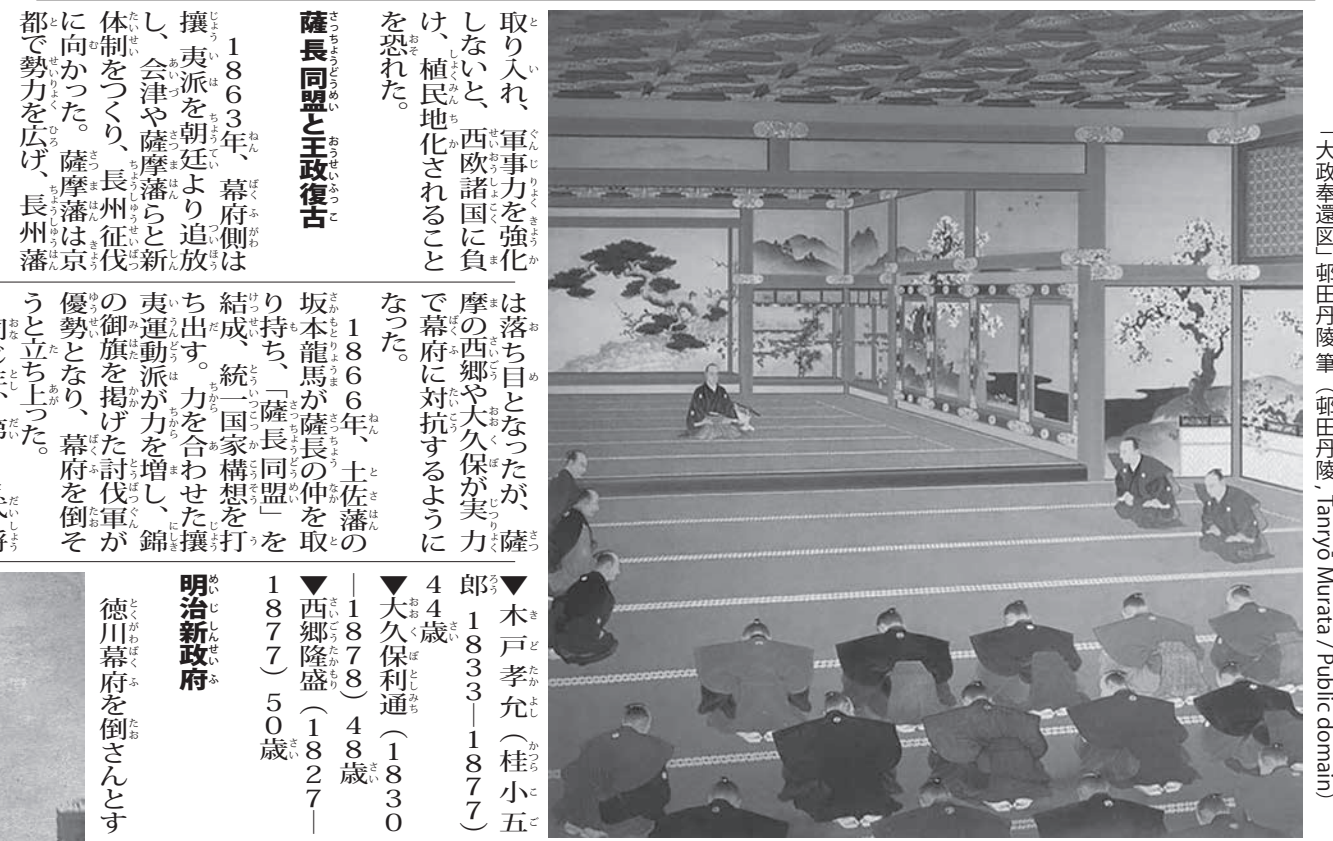 「大政奉還図」邨田丹陵 筆（邨田丹陵, Tanryō Murata / Public domain）
取り入れ、軍事力を強化
しないと、西欧諸国に負
け、植民地化されること
を恐れた。
薩長同盟と王政復古
1863年、幕府側は
攘夷派を朝廷より追放
し、会津や薩摩藩らと新
体制をつくり、長州征伐
に向かった。薩摩藩は京
都で勢力を広げ、長州藩
は落ち目となったが、薩
摩の西郷や大久保が実力
で幕府に対抗するように
なった。
1866年、土佐藩の
坂本龍馬が薩長の仲を取
り持ち、「薩長同盟」を
結成、統一国家構想を打
ち出す。力を合わせた攘
夷運動派が力を増し、錦
の御旗を掲げた討伐軍が
優勢となり、幕府を倒そ
うと立ち上った。
▼木戸孝允（桂小五
郎 1833―1877）
44歳
▼大久保利通（1830
―1878）48歳
▼西郷隆盛（1827―
1877）50歳
明治新政府
徳川幕府を倒さんとす